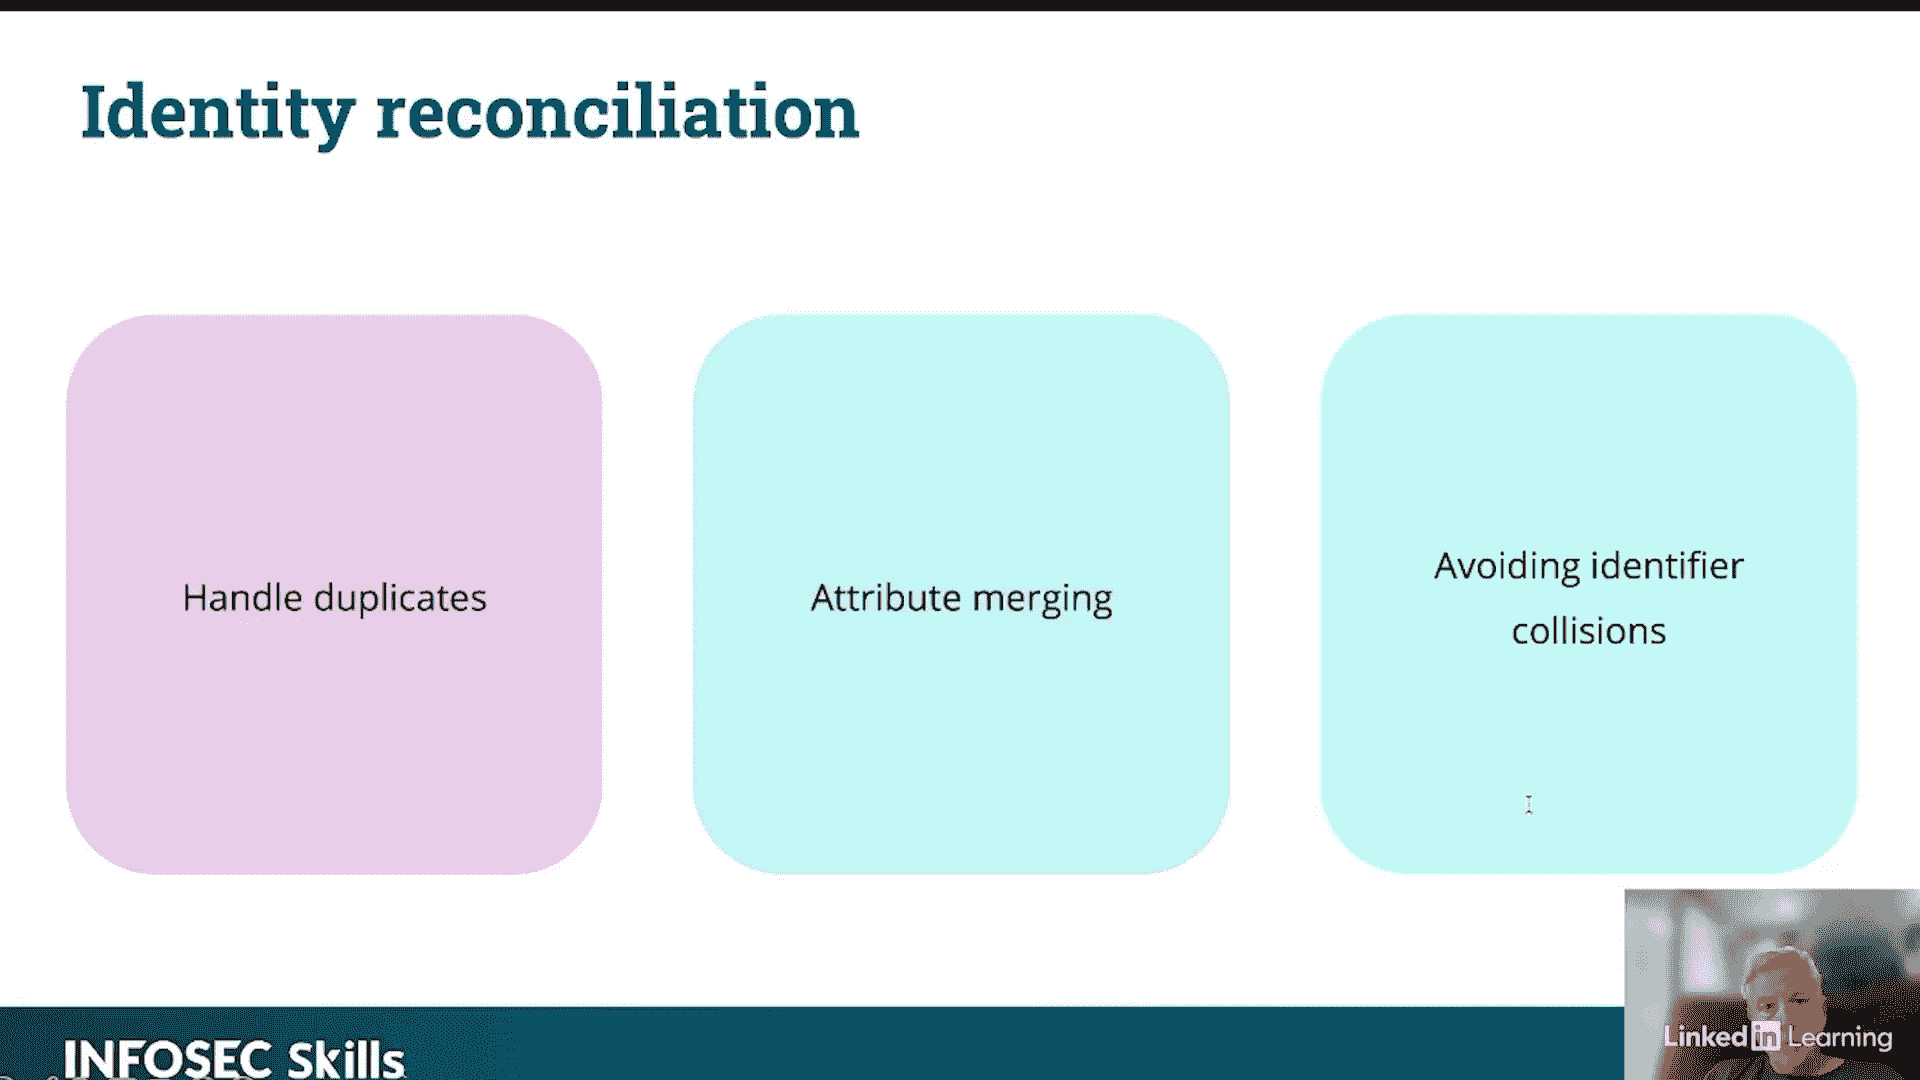 Identity reconciliation
Handle duplicates
Attribute merging
Avoiding identifier
collisions
INFOSEC Skills
Linked in Learning